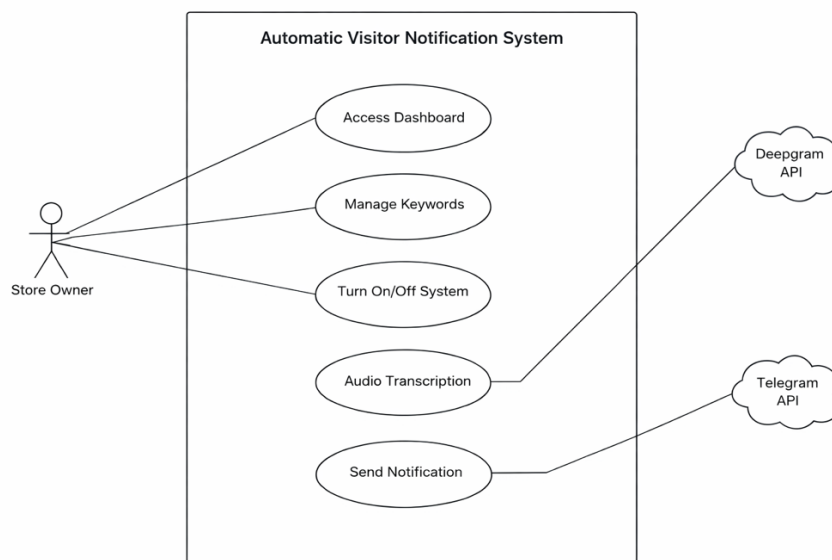 Automatic Visitor Notification System
Access Dashboard
Deepgram
API
Manage Keywords
Store Owner
Turn On/Off System
Audio Transcription
Telegram
API
Send Notification